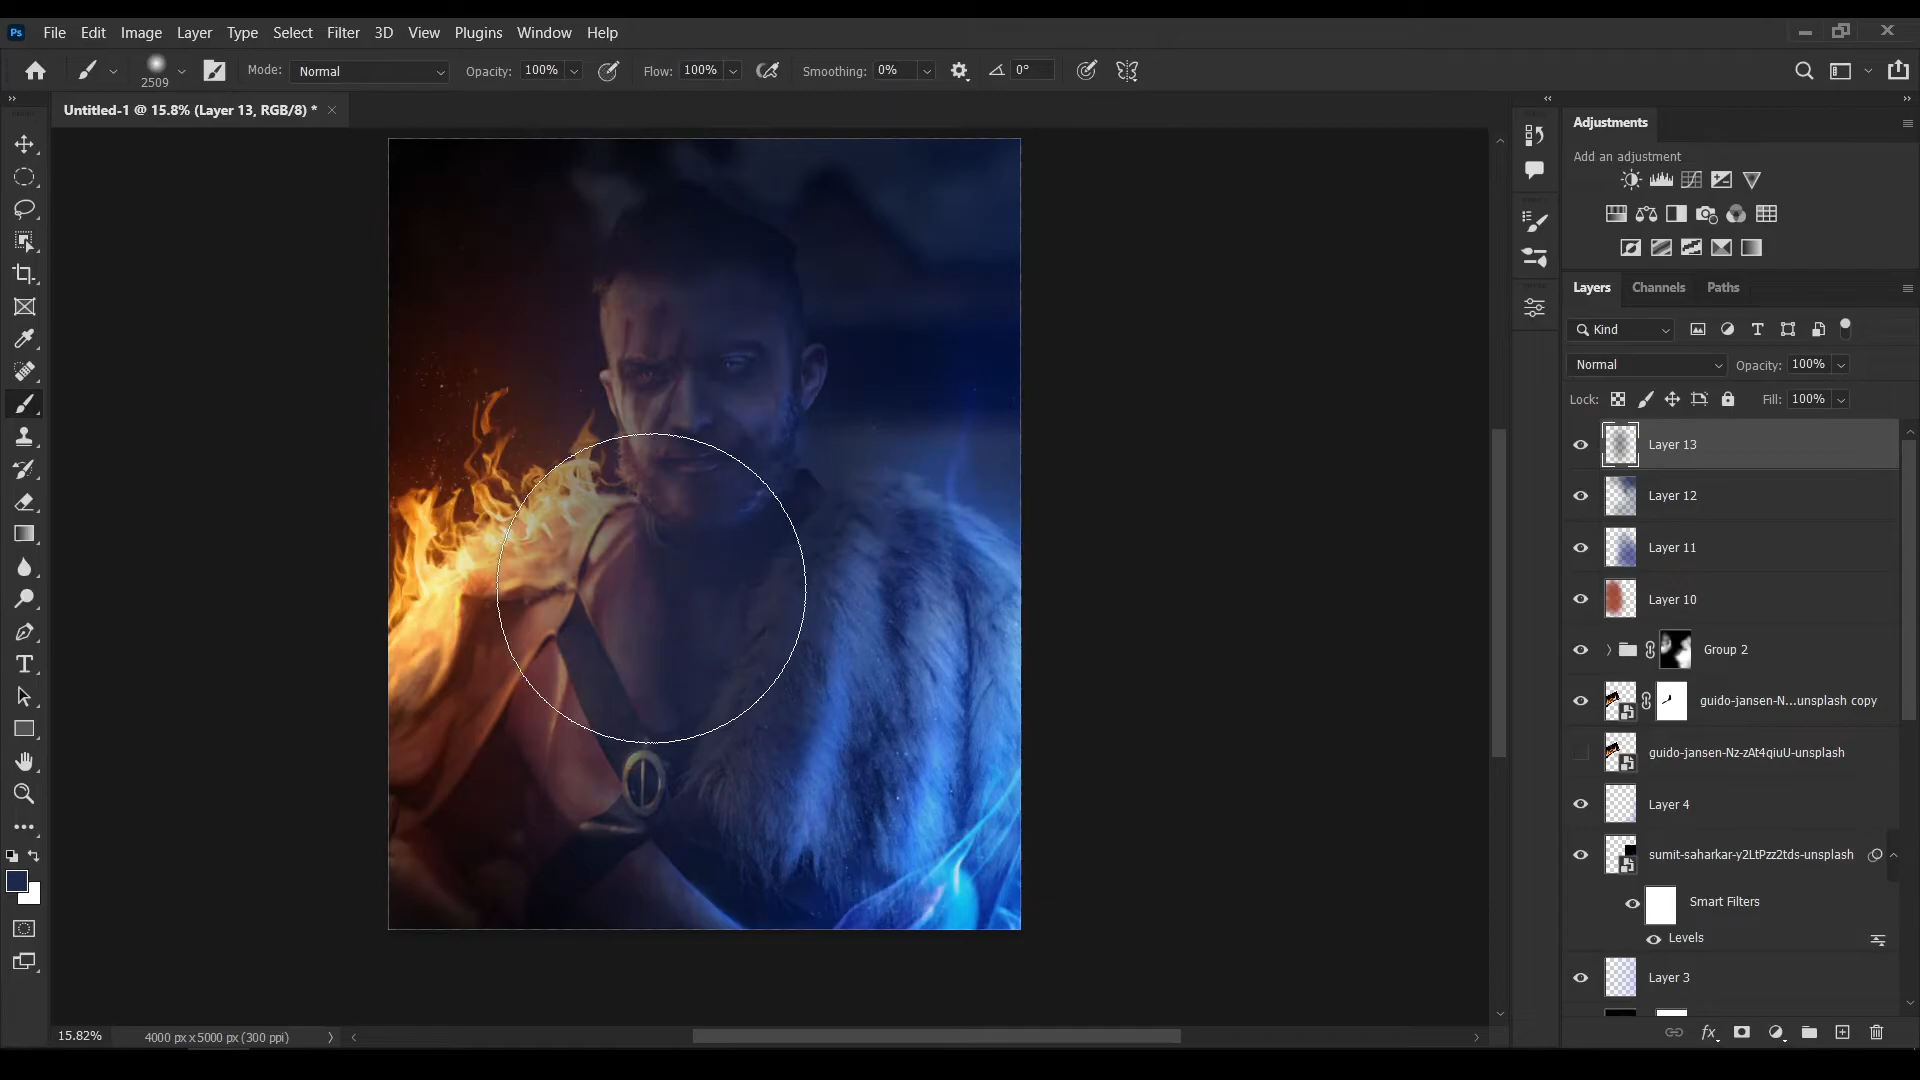 Ps File Edit Image Layer Type Select Filter 3D View Plugins Window Help
2509 Mode: Normal Opacity: 100% Flow: 100% Smoothing: 0% 0°
Untitled-1 @ 15.8% (Layer 13, RGB/8) *
Adjustments
Add an adjustment
Layers Channels Paths
Kind
Normal Opacity: 100%
Lock: Fill: 100%
Layer 13
Layer 12
Layer 11
Layer 10
Group 2
guido-jansen-N...unsplash copy
guido-jansen-Nz-zAt4qiuU-unsplash
Layer 4
sumit-saharkar-y2LtPzz2tds-unsplash
Smart Filters
Levels
Layer 3
15.82% 4000 px x 5000 px (300 ppi)